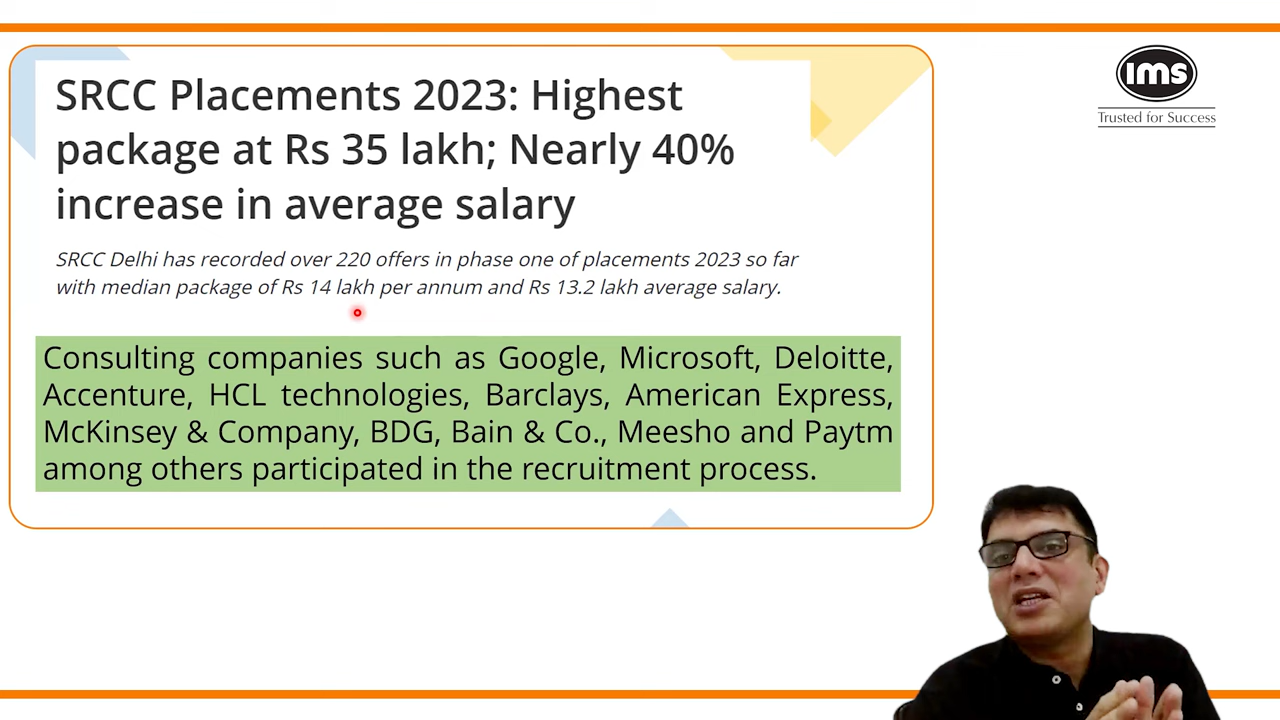 SRCC Placements 2023: Highest
package at Rs 35 lakh; Nearly 40%
increase in average salary
SRCC Delhi has recorded over 220 offers in phase one of placements 2023 so far
with median package of Rs 14 lakh per annum and Rs 13.2 lakh average salary.
Consulting companies such as Google, Microsoft, Deloitte,
Accenture, HCL technologies, Barclays, American Express,
McKinsey & Company, BDG, Bain & Co., Meesho and Paytm
among others participated in the recruitment process.
ims
Trusted for Success